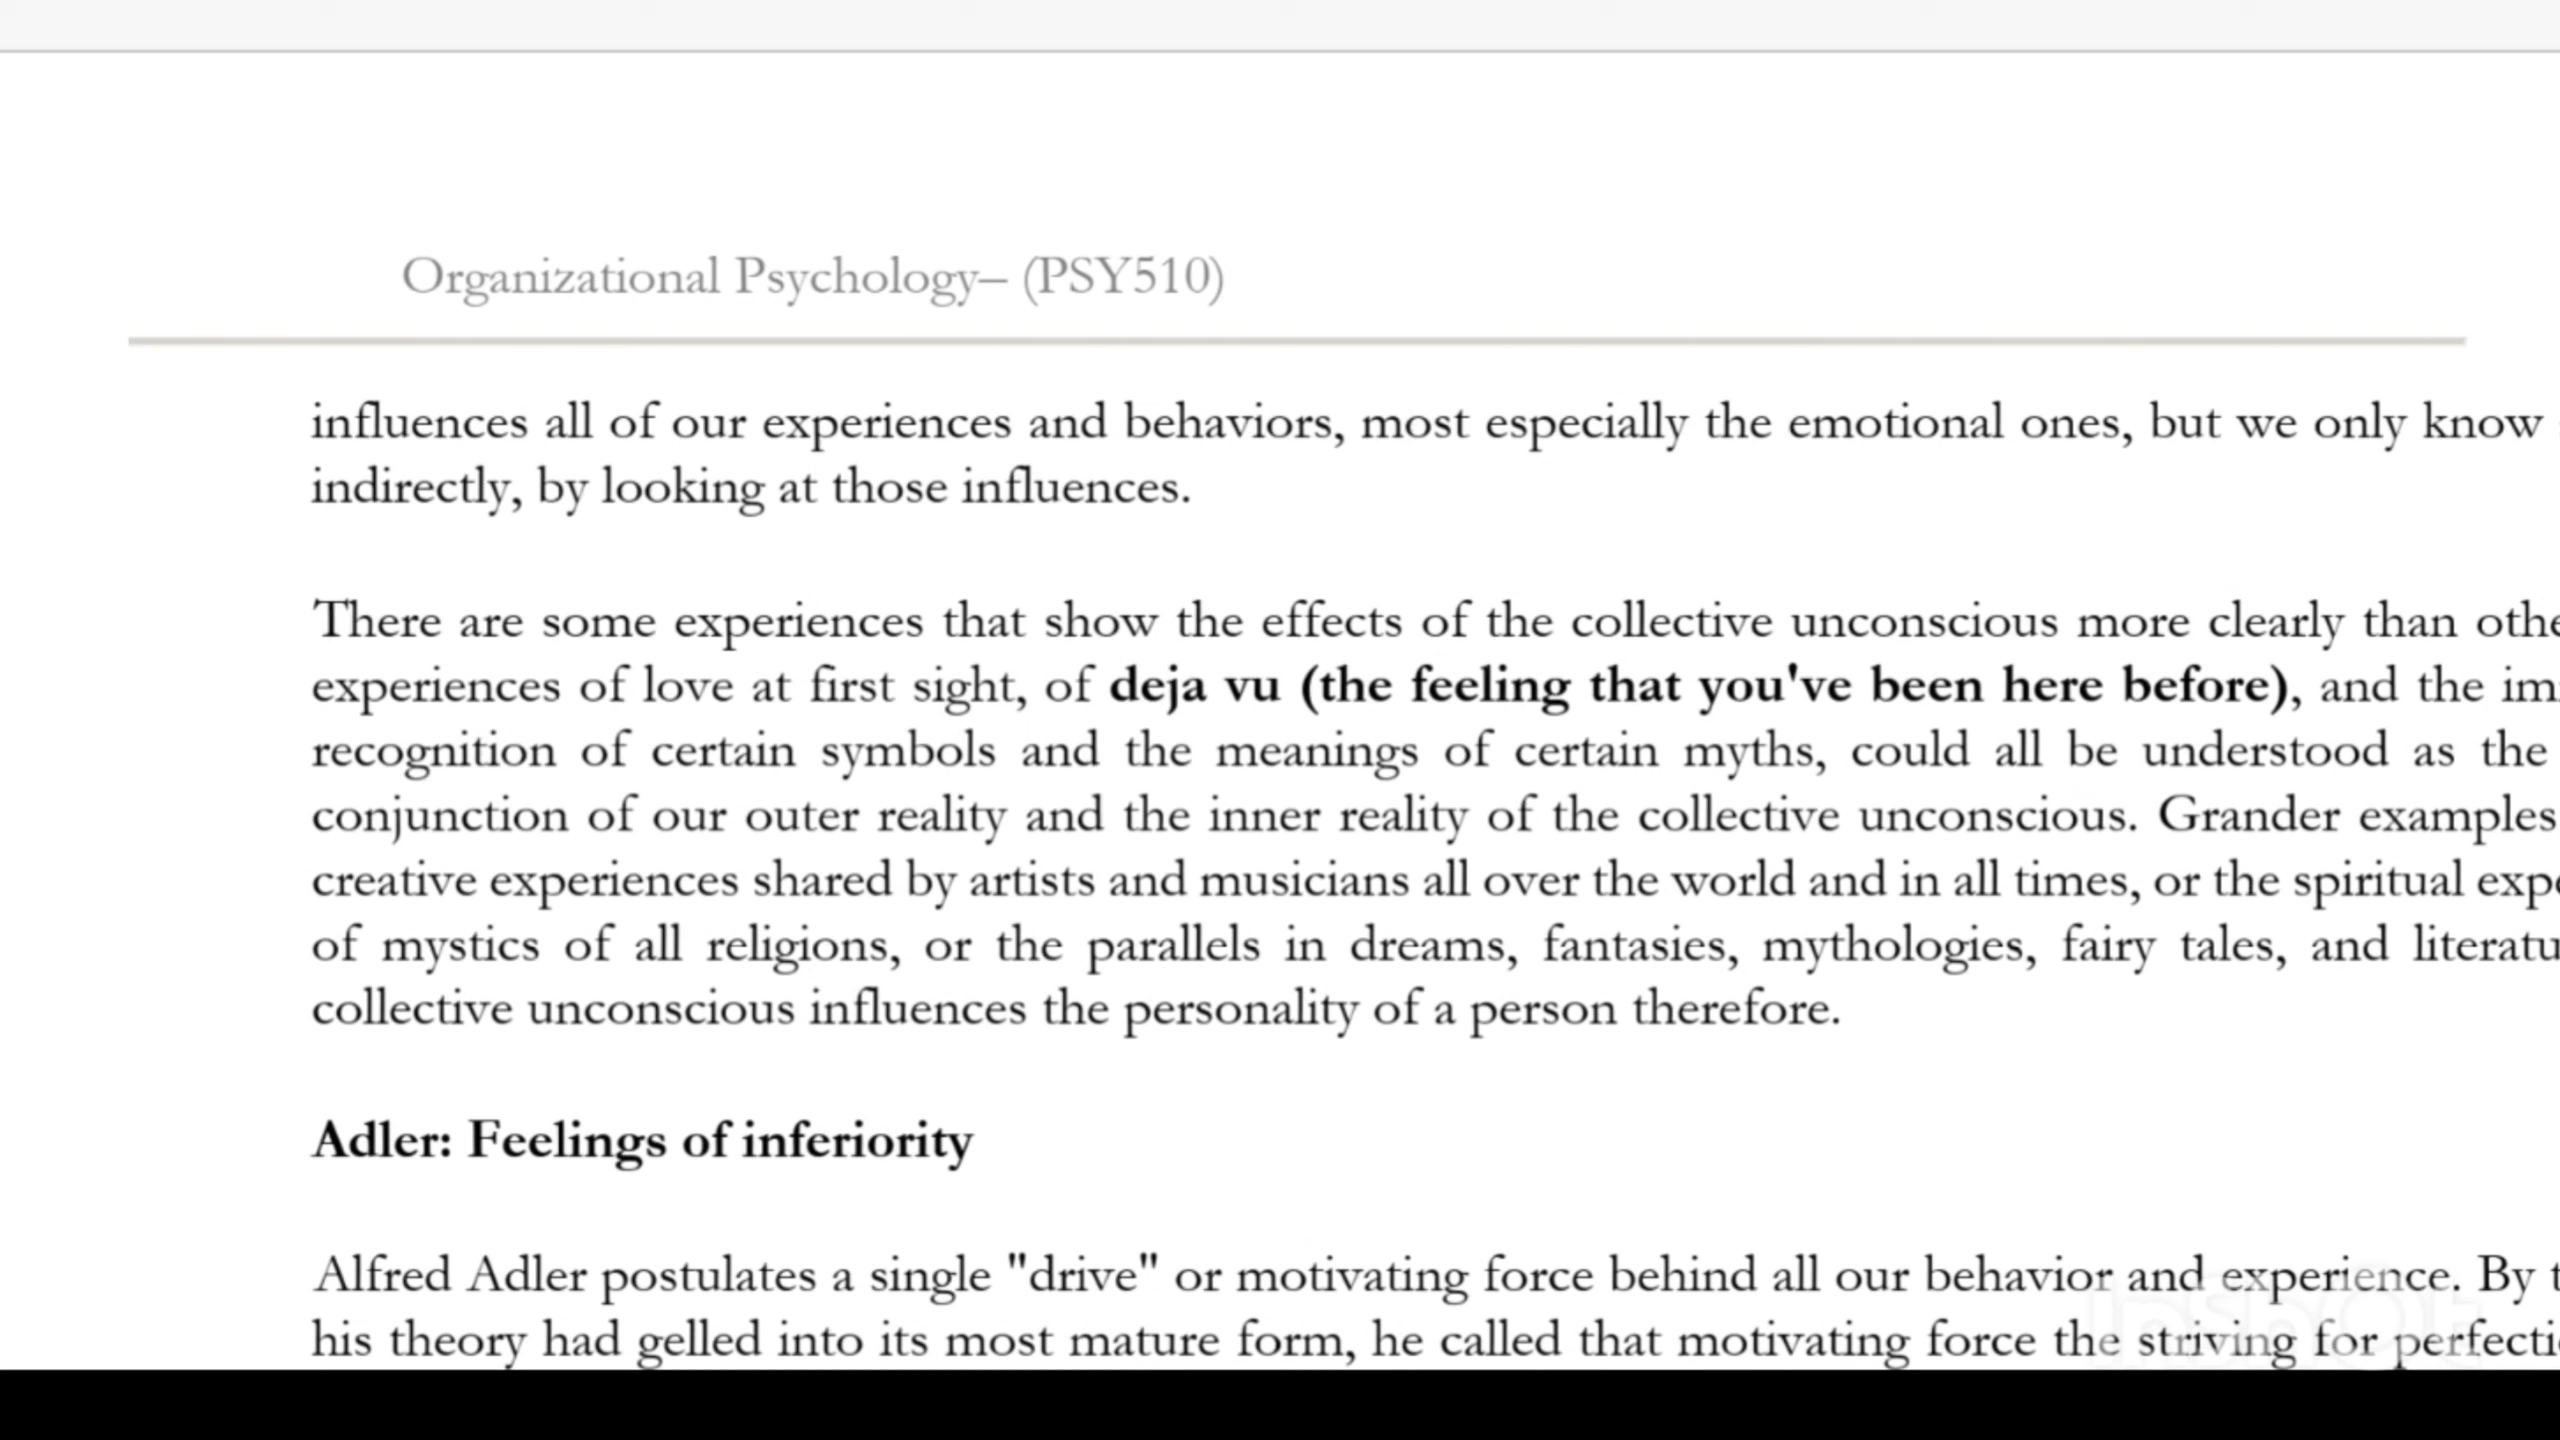 Organizational Psychology– (PSY510)
influences all of our experiences and behaviors, most especially the emotional ones, but we only know
indirectly, by looking at those influences.
There are some experiences that show the effects of the collective unconscious more clearly than
experiences of love at first sight, of deja vu (the feeling that you've been here before), and the
recognition of certain symbols and the meanings of certain myths, could all be understood as the
conjunction of our outer reality and the inner reality of the collective unconscious. Grander examples
creative experiences shared by artists and musicians all over the world and in all times, or the spiritual
of mystics of all religions, or the parallels in dreams, fantasies, mythologies, fairy tales, and
collective unconscious influences the personality of a person therefore.
Adler: Feelings of inferiority
Alfred Adler postulates a single "drive" or motivating force behind all our behavior and experience. By
his theory had gelled into its most mature form, he called that motivating force the striving for
InShOt